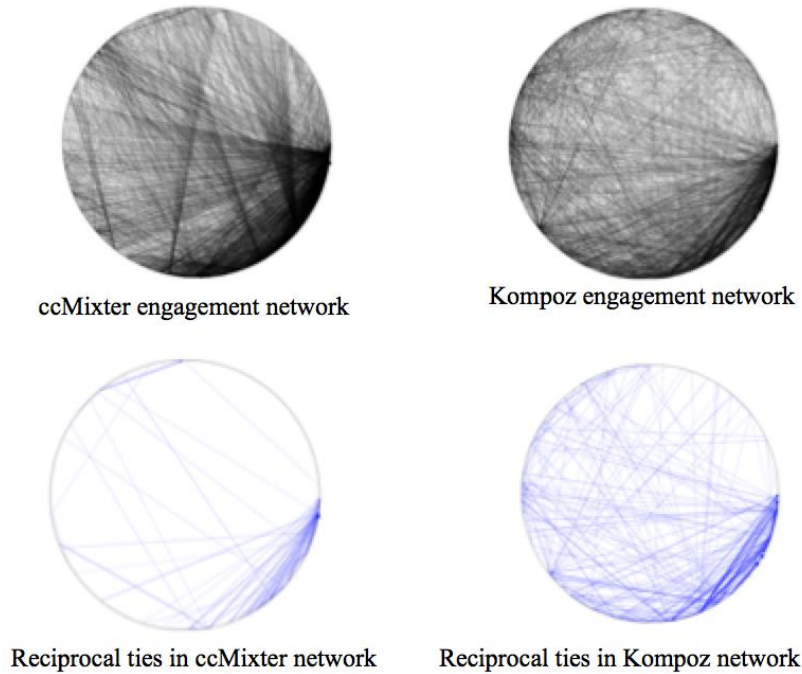 ccMixter engagement network
Kompoz engagement network
Reciprocal ties in ccMixter network
Reciprocal ties in Kompoz network